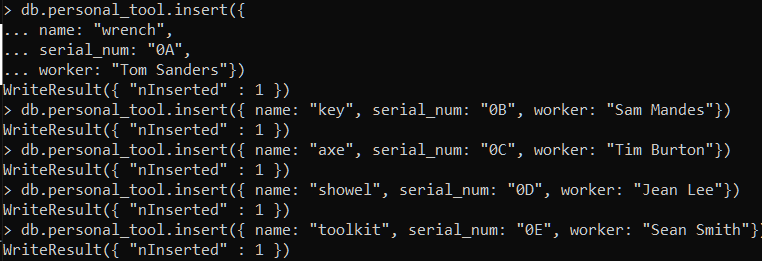 > db.personal_tool.insert({
... name: "wrench",
... serial_num: "0A",
... worker: "Tom Sanders"})
WriteResult({ "nInserted" : 1 })
> db.personal_tool.insert({ name: "key", serial_num: "0B", worker: "Sam Mandes"})
WriteResult({ "nInserted" : 1 })
> db.personal_tool.insert({ name: "axe", serial_num: "0C", worker: "Tim Burton"})
WriteResult({ "nInserted" : 1 })
> db.personal_tool.insert({ name: "showel", serial_num: "0D", worker: "Jean Lee"})
WriteResult({ "nInserted" : 1 })
> db.personal_tool.insert({ name: "toolkit", serial_num: "0E", worker: "Sean Smith"})
WriteResult({ "nInserted" : 1 })